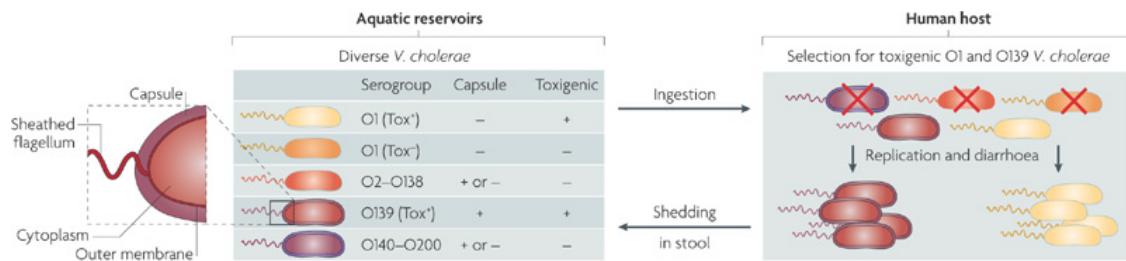 Aquatic reservoirs
Diverse V. cholerae
Serogroup Capsule Toxigenic
O1 (Tox⁺) – +
O1 (Tox⁻) – –
O2–O138 + or – –
O139 (Tox⁺) + +
O140–O200 + or – –
Capsule
Sheathed
flagellum
Cytoplasm
Outer membrane
Ingestion
Shedding
in stool
Human host
Selection for toxigenic O1 and O139 V. cholerae
Replication and diarrhoea